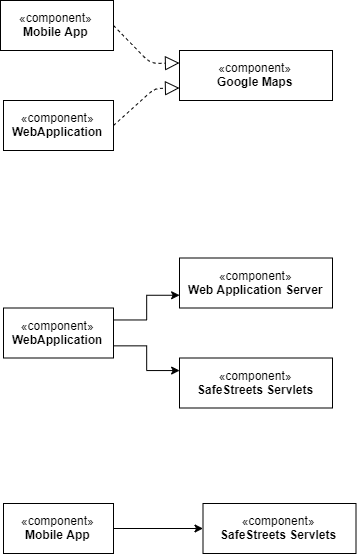 «component»
Mobile App
«component»
Google Maps
«component»
WebApplication
«component»
Web Application Server
«component»
WebApplication
«component»
SafeStreets Servlets
«component»
Mobile App
«component»
SafeStreets Servlets